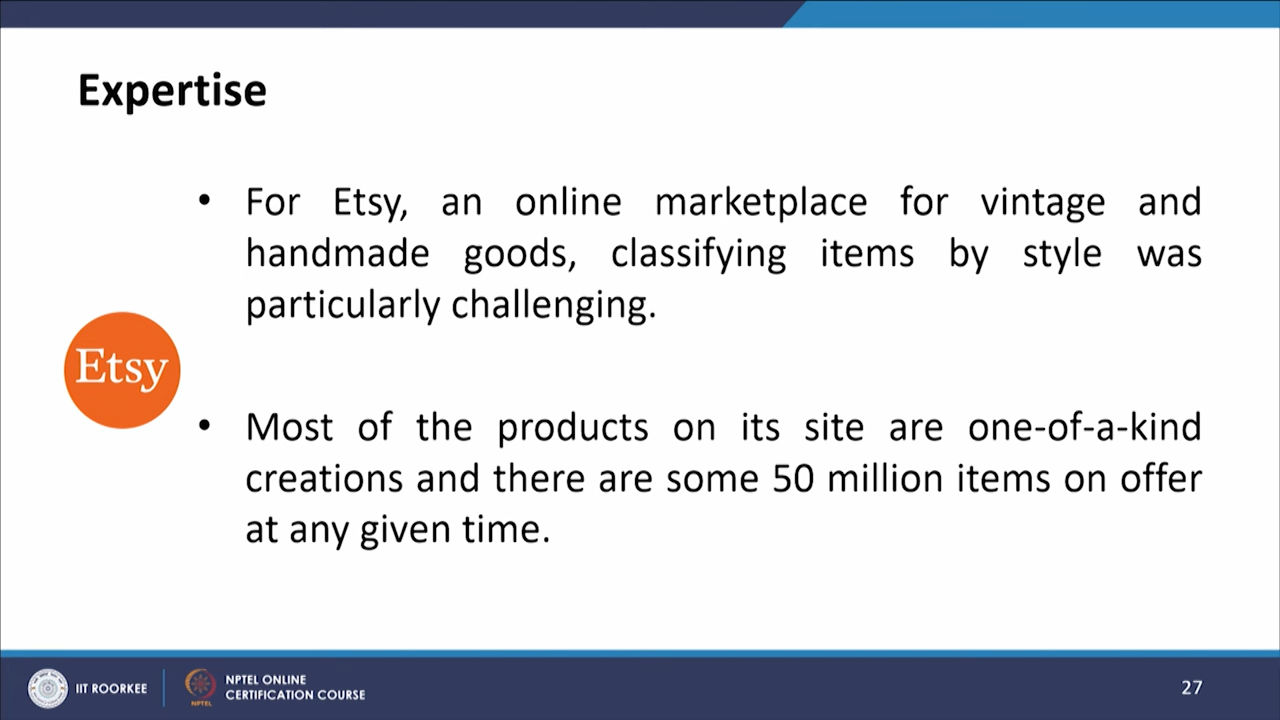 Expertise
• For Etsy, an online marketplace for vintage and
handmade goods, classifying items by style was
particularly challenging.
Etsy
• Most of the products on its site are one-of-a-kind
creations and there are some 50 million items on offer
at any given time.
IIT ROORKEE
NPTEL
NPTEL ONLINE
CERTIFICATION COURSE
27